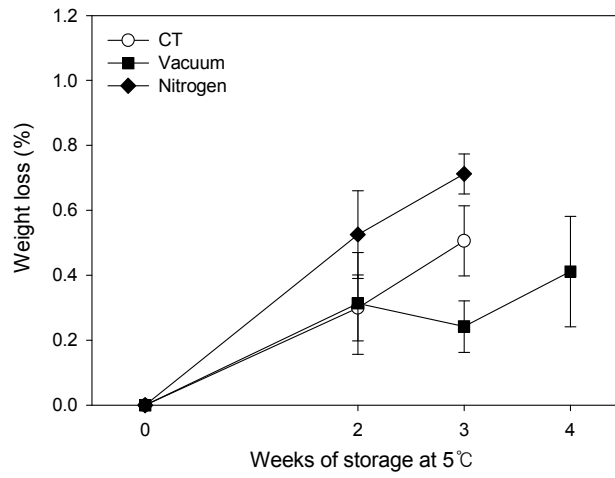 1.2
1.0
0.8
0.6
0.4
0.2
0.0
Weight loss (%)
CT
Vacuum
Nitrogen
0 2 3 4
Weeks of storage at 5℃